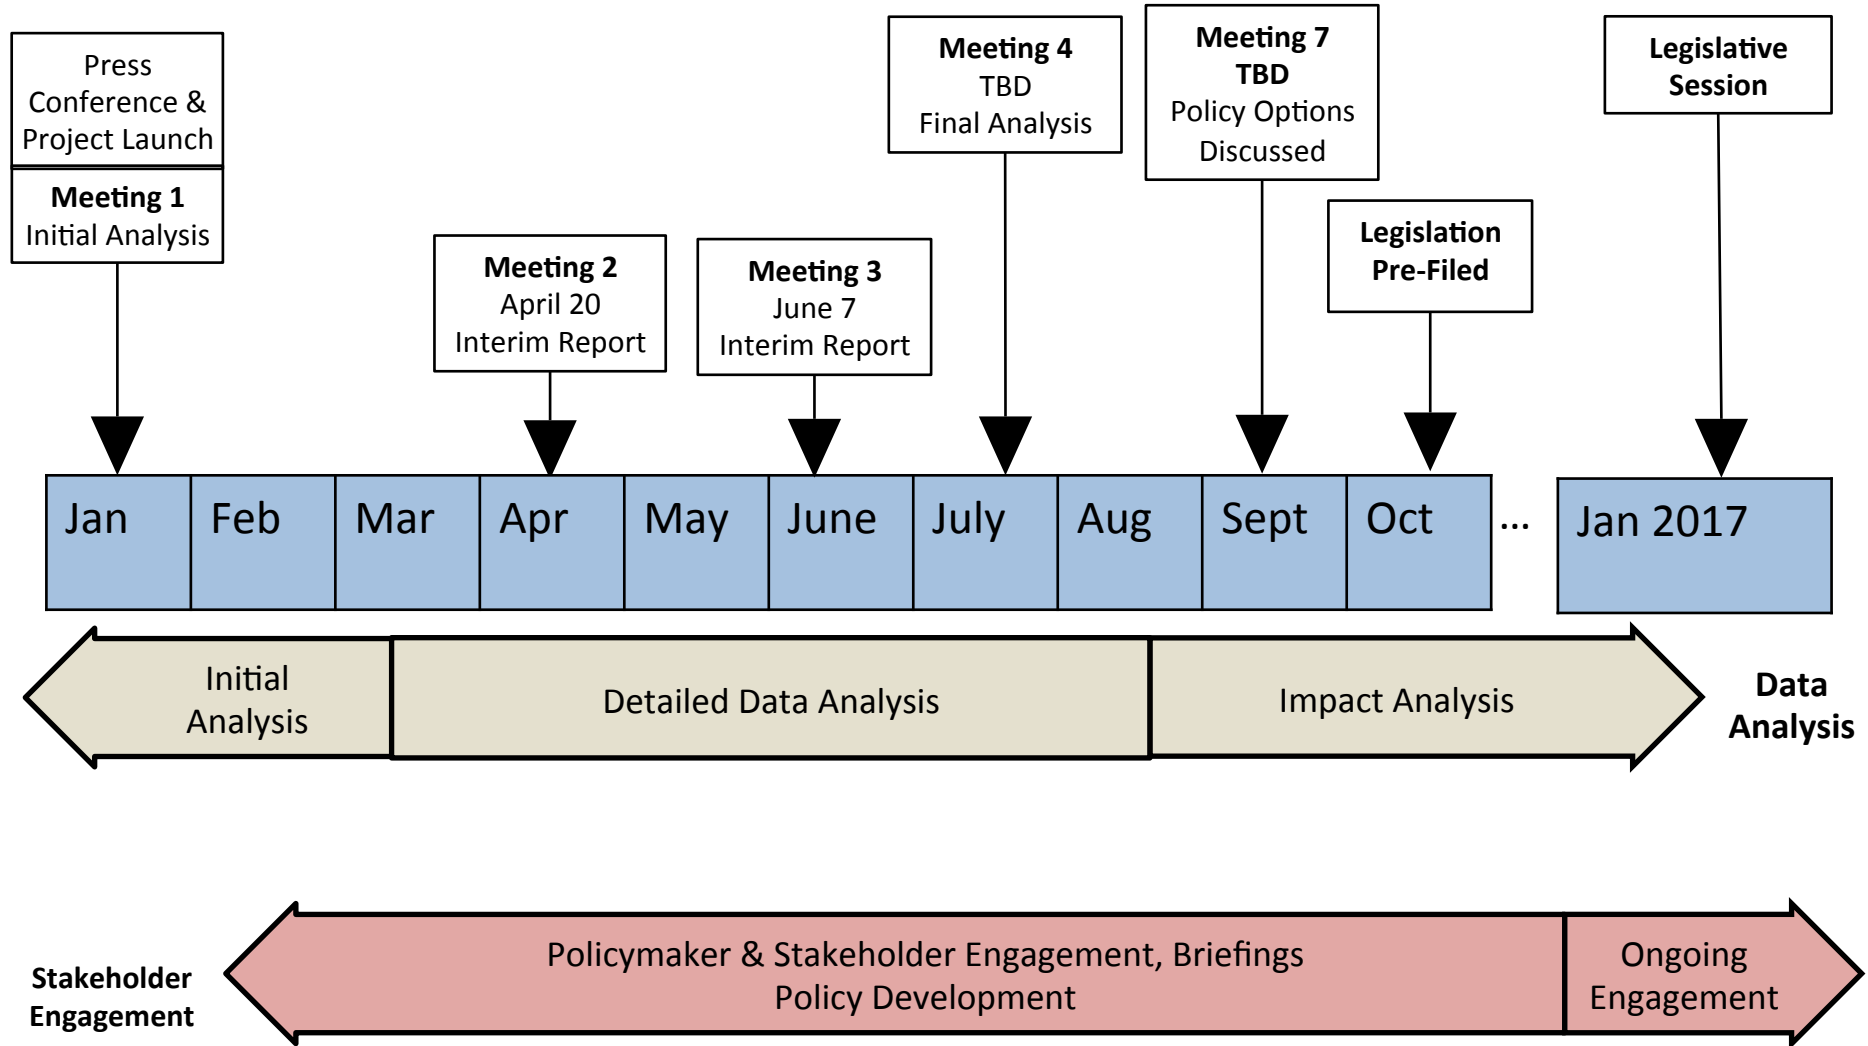 Press
Conference &
Project Launch
Meeting 1
Initial Analysis
Meeting 2
April 20
Interim Report
Meeting 3
June 7
Interim Report
Meeting 4
TBD
Final Analysis
Meeting 7
TBD
Policy Options
Discussed
Legislation
Pre-Filed
Legislative
Session
Jan Feb Mar Apr May June July Aug Sept Oct ... Jan 2017
Initial
Analysis
Detailed Data Analysis
Impact Analysis
Data
Analysis
Stakeholder
Engagement
Policymaker & Stakeholder Engagement, Briefings
Policy Development
Ongoing
Engagement